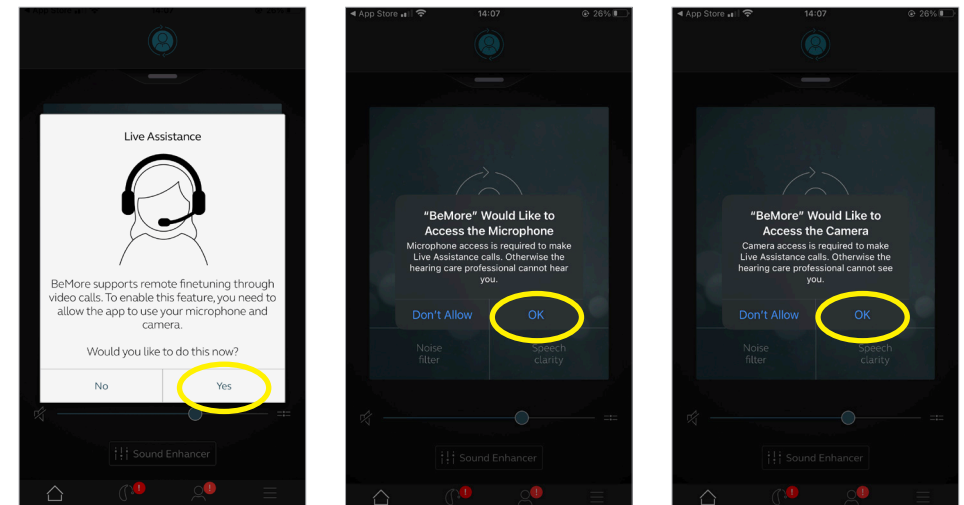 Live Assistance
BeMore supports remote finetuning through
video calls. To enable this feature, you need to
allow the app to use your microphone and
camera.
Would you like to do this now?
No
Yes
Sound Enhancer
!
!
App Store
14:07
26%
"BeMore" Would Like to
Access the Microphone
Microphone access is required to make
Live Assistance calls. Otherwise the
hearing care professional cannot hear
you.
Don't Allow
OK
Noise
filter
Speech
clarity
Sound Enhancer
!
!
App Store
14:07
26%
"BeMore" Would Like to
Access the Camera
Camera access is required to make
Live Assistance calls. Otherwise the
hearing care professional cannot see
you.
Don't Allow
OK
Noise
filter
Speech
clarity
Sound Enhancer
!
!